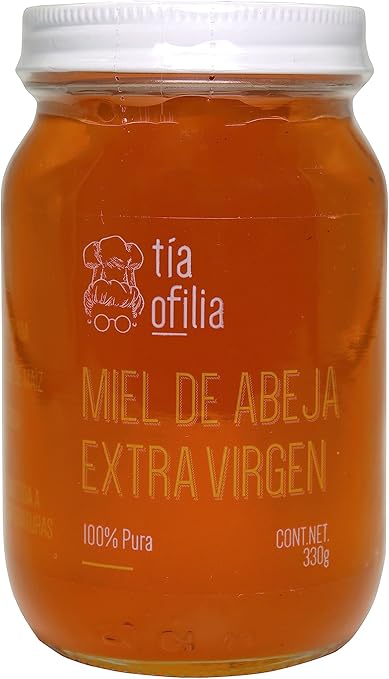 tía
ofilia
MIEL DE ABEJA
EXTRA VIRGEN
100% Pura
CONT.NET.
330g